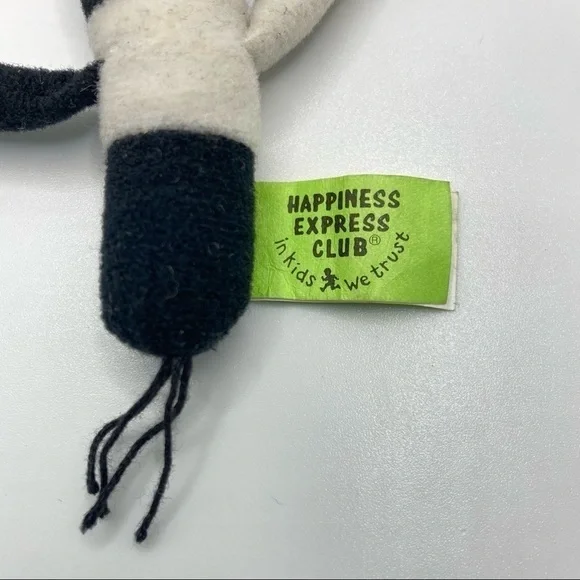 HAPPINESS
EXPRESS
CLUB®
in kids we trust